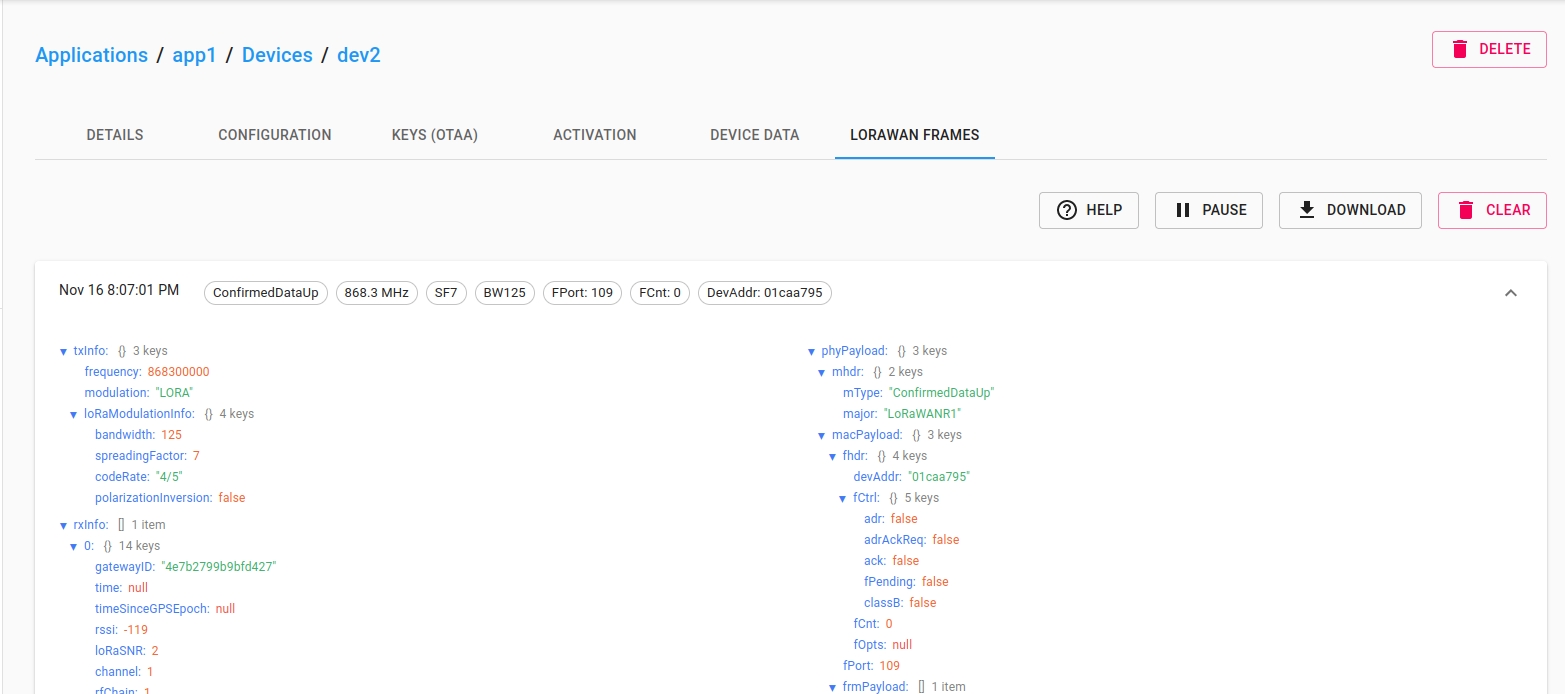 Applications / app1 / Devices / dev2
DELETE
DETAILS CONFIGURATION KEYS (OTAA) ACTIVATION DEVICE DATA LORAWAN FRAMES
HELP PAUSE DOWNLOAD CLEAR
Nov 16 8:07:01 PM ConfirmedDataUp 868.3 MHz SF7 BW125 FPort: 109 FCnt: 0 DevAddr: 01caa795
txInfo: {} 3 keys
frequency: 868300000
modulation: "LORA"
loRaModulationInfo: {} 4 keys
bandwidth: 125
spreadingFactor: 7
codeRate: "4/5"
polarizationInversion: false
rxInfo: [] 1 item
0: {} 14 keys
gatewayID: "4e7b2799b9bfd427"
time: null
timeSinceGPSEpoch: null
rssi: -119
loRaSNR: 2
channel: 1
rfChain: 1
phyPayload: {} 3 keys
mhdr: {} 2 keys
mType: "ConfirmedDataUp"
major: "LoRaWANR1"
macPayload: {} 3 keys
fhdr: {} 4 keys
devAddr: "01caa795"
fCtrl: {} 5 keys
adr: false
adrAckReq: false
ack: false
fPending: false
classB: false
fCnt: 0
fOpts: null
fPort: 109
frmPayload: [] 1 item